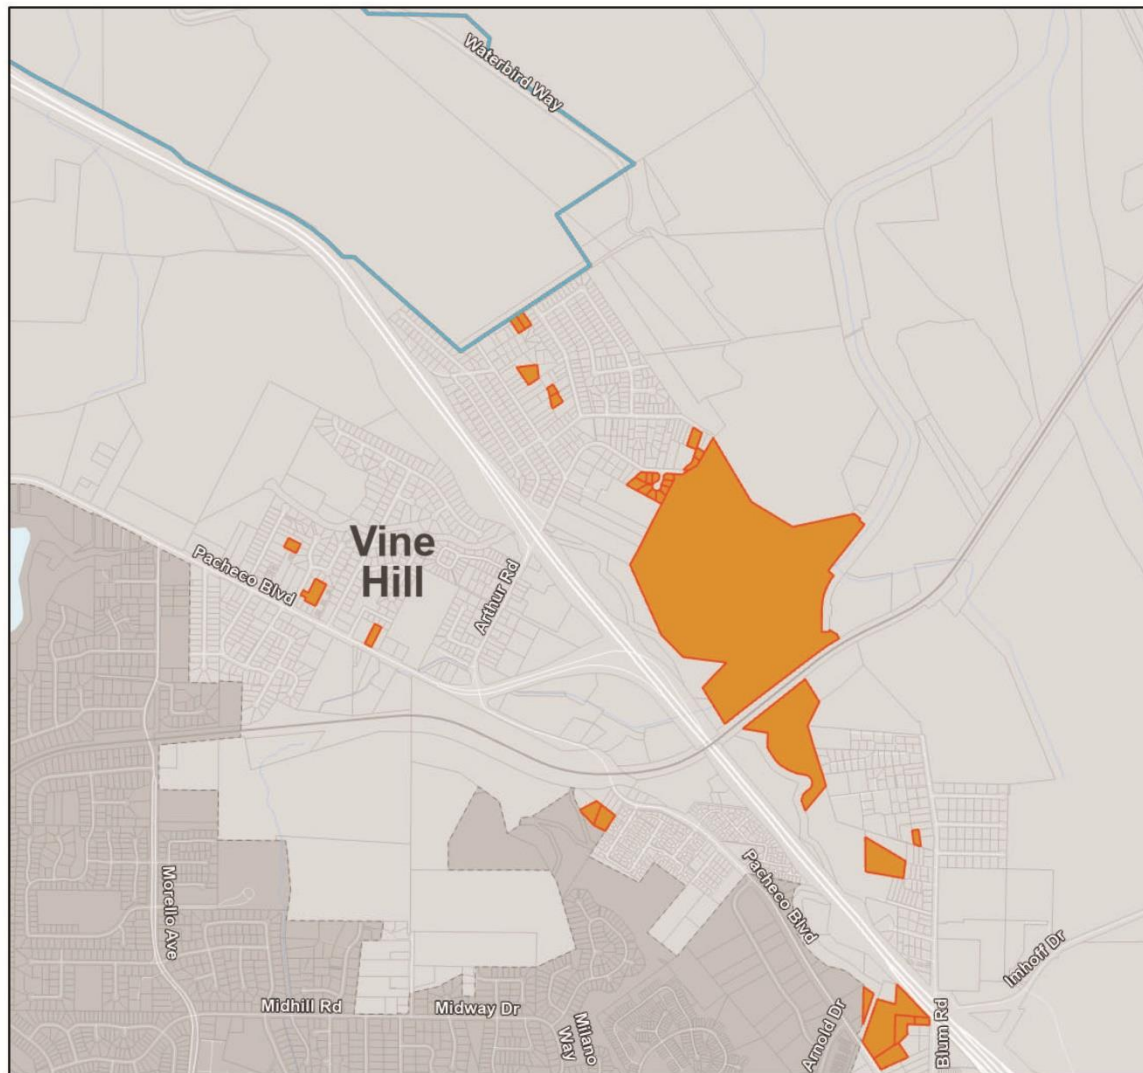 Waterbird Way
Vine
Hill
Pacheco Blvd
Arthur Rd
Morello Ave
Pacheco Blvd
Midhill Rd
Midway Dr
Milano
Way
Arnold Dr
Blum Rd
Imhoff Dr